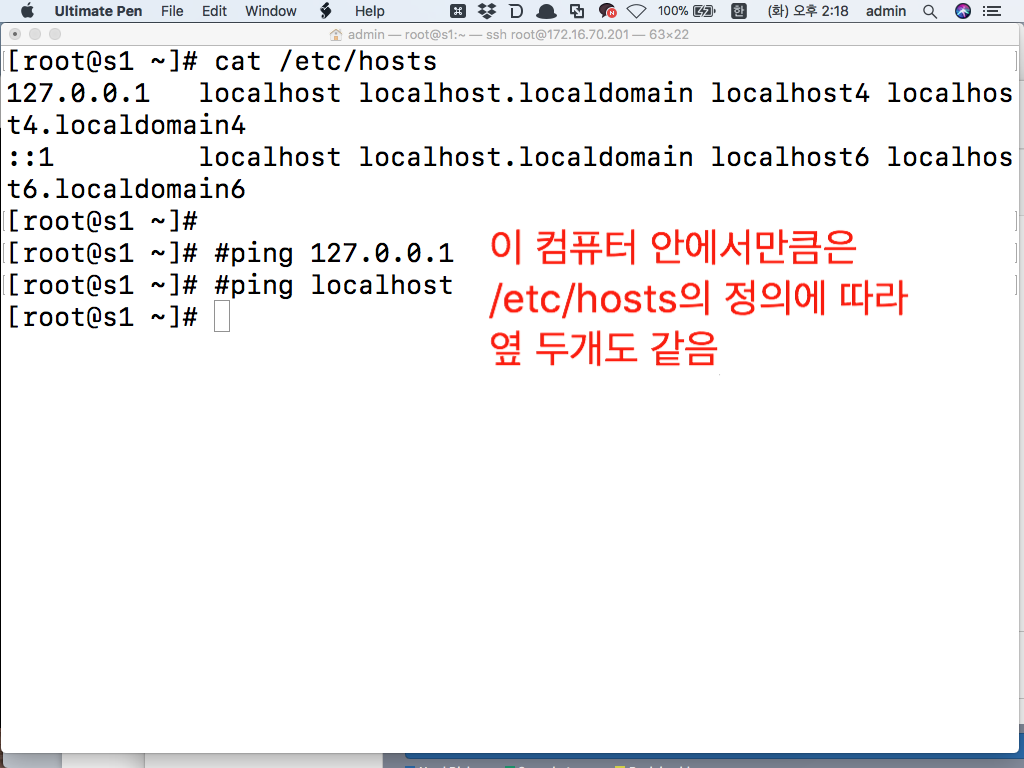 Ultimate Pen File Edit Window Help 100% 한 (화) 오후 2:18 admin
admin — root@s1:~ — ssh root@172.16.70.201 — 63×22
[root@s1 ~]# cat /etc/hosts
127.0.0.1   localhost localhost.localdomain localhost4 localhos
t4.localdomain4
::1         localhost localhost.localdomain localhost6 localhos
t6.localdomain6
[root@s1 ~]#
[root@s1 ~]# #ping 127.0.0.1
[root@s1 ~]# #ping localhost
[root@s1 ~]#
이 컴퓨터 안에서만큼은
/etc/hosts의 정의에 따라
옆 두개도 같음